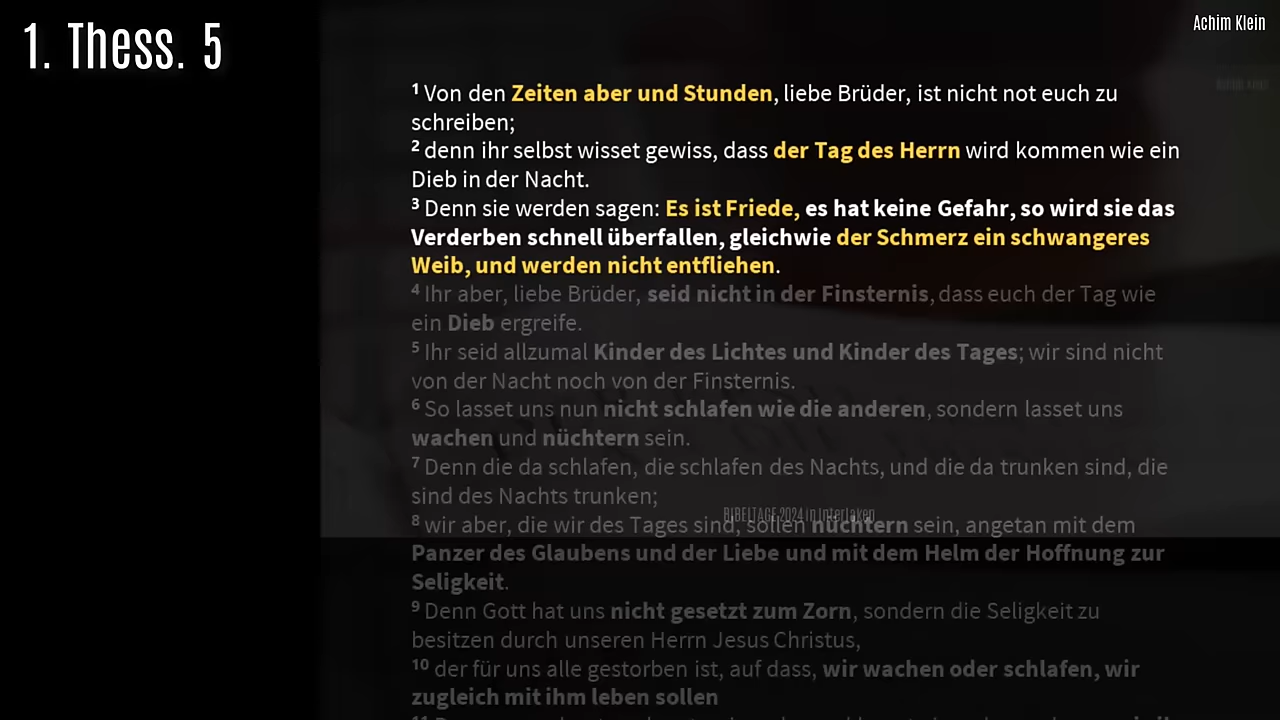 1. Thess. 5
Achim Klein
1 Von den Zeiten aber und Stunden, liebe Brüder, ist nicht not euch zu
schreiben;
2 denn ihr selbst wisset gewiss, dass der Tag des Herrn wird kommen wie ein
Dieb in der Nacht.
3 Denn sie werden sagen: Es ist Friede, es hat keine Gefahr, so wird sie das
Verderben schnell überfallen, gleichwie der Schmerz ein schwangeres
Weib, und werden nicht entfliehen.
4 Ihr aber, liebe Brüder, seid nicht in der Finsternis, dass euch der Tag wie
ein Dieb ergreife.
5 Ihr seid allzumal Kinder des Lichtes und Kinder des Tages; wir sind nicht
von der Nacht noch von der Finsternis.
6 So lasset uns nun nicht schlafen wie die anderen, sondern lasset uns
wachen und nüchtern sein.
7 Denn die da schlafen, die schlafen des Nachts, und die da trunken sind, die
sind des Nachts trunken;
BIBELTAGE 2024 in Interlaken
8 wir aber, die wir des Tages sind, sollen nüchtern sein, angetan mit dem
Panzer des Glaubens und der Liebe und mit dem Helm der Hoffnung zur
Seligkeit.
9 Denn Gott hat uns nicht gesetzt zum Zorn, sondern die Seligkeit zu
besitzen durch unseren Herrn Jesus Christus,
10 der für uns alle gestorben ist, auf dass, wir wachen oder schlafen, wir
zugleich mit ihm leben sollen